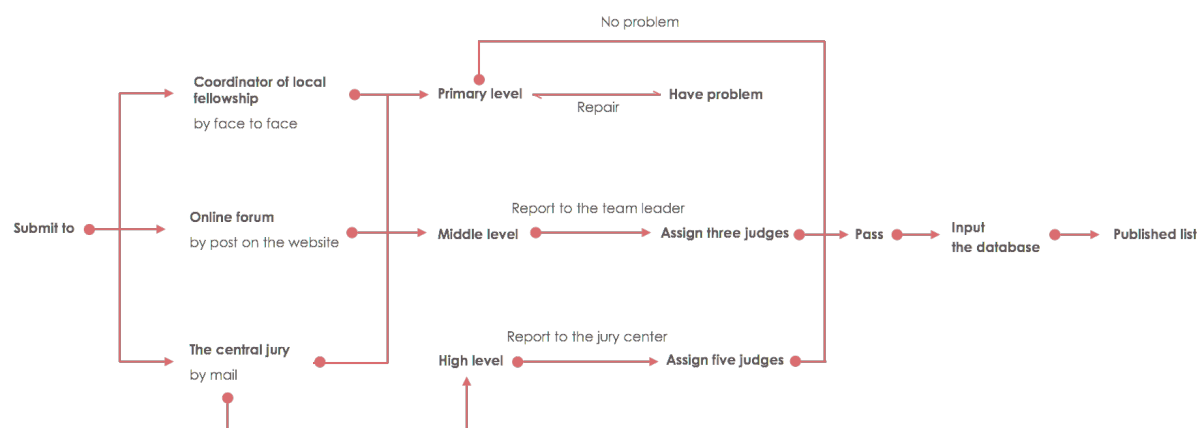 No problem
Coordinator of local
fellowship
by face to face
Primary level
Repair
Have problem
Submit to
Online forum
by post on the website
Report to the team leader
Middle level
Assign three judges
Pass
Input
the database
Published list
The central jury
by mail
Report to the jury center
High level
Assign five judges